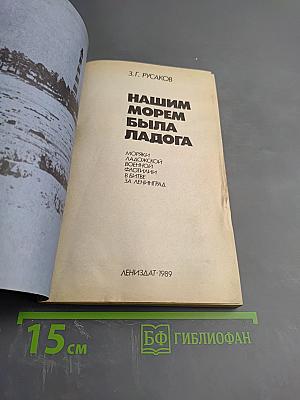 З. Г. РУСАКОВ
НАШИМ
МОРЕМ
БЫЛА
ЛАДОГА
МОРЯКИ
ЛАДОЖСКОЙ
ВОЕННОЙ
ФЛОТИЛИИ
В БИТВЕ
ЗА ЛЕНИНГРАД
ЛЕНИЗДАТ·1989
15 см
БФ ГИБЛИОФАН